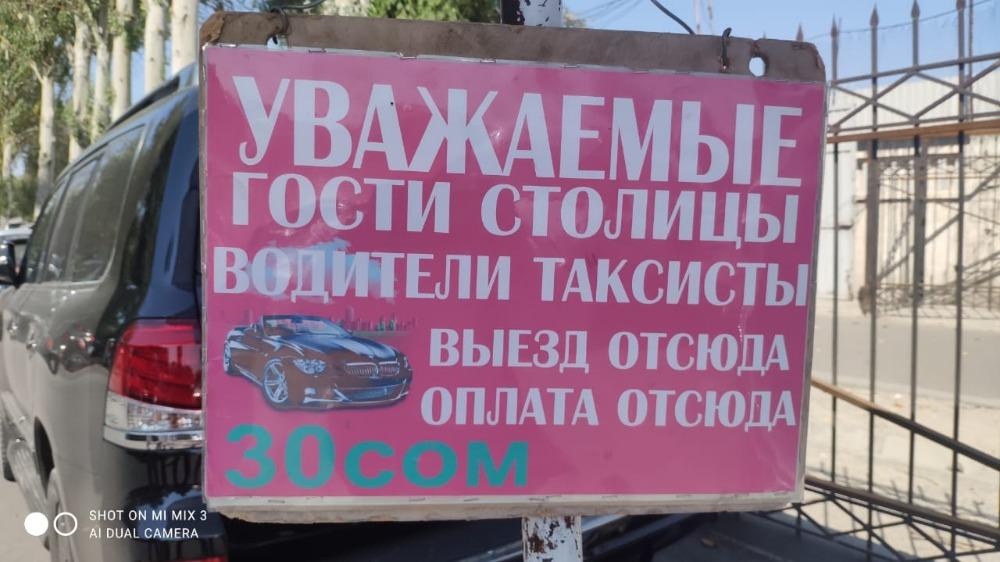 УВАЖАЕМЫЕ
ГОСТИ СТОЛИЦЫ
ВОДИТЕЛИ ТАКСИСТЫ
ВЫЕЗД ОТСЮДА
ОПЛАТА ОТСЮДА
30СОМ
SHOT ON MI MIX 3
AI DUAL CAMERA